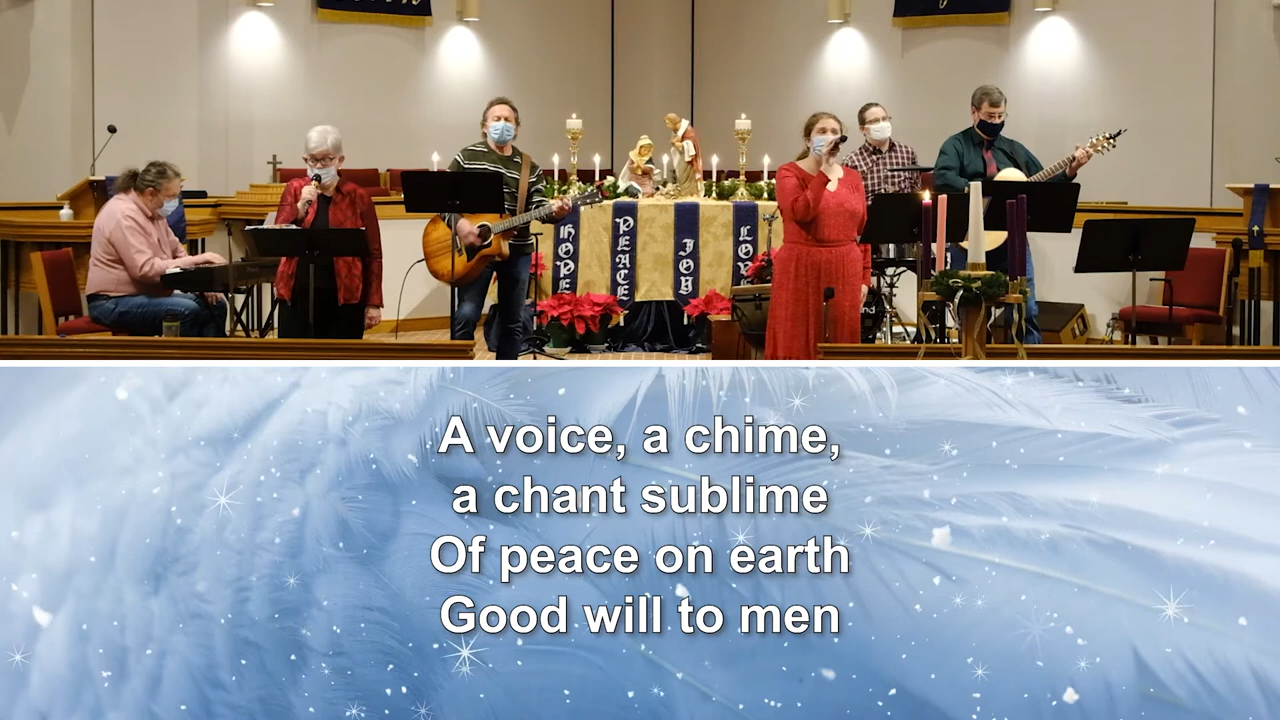 HOPE
PEACE
JOY
LOVE
A voice, a chime,
a chant sublime
Of peace on earth
Good will to men